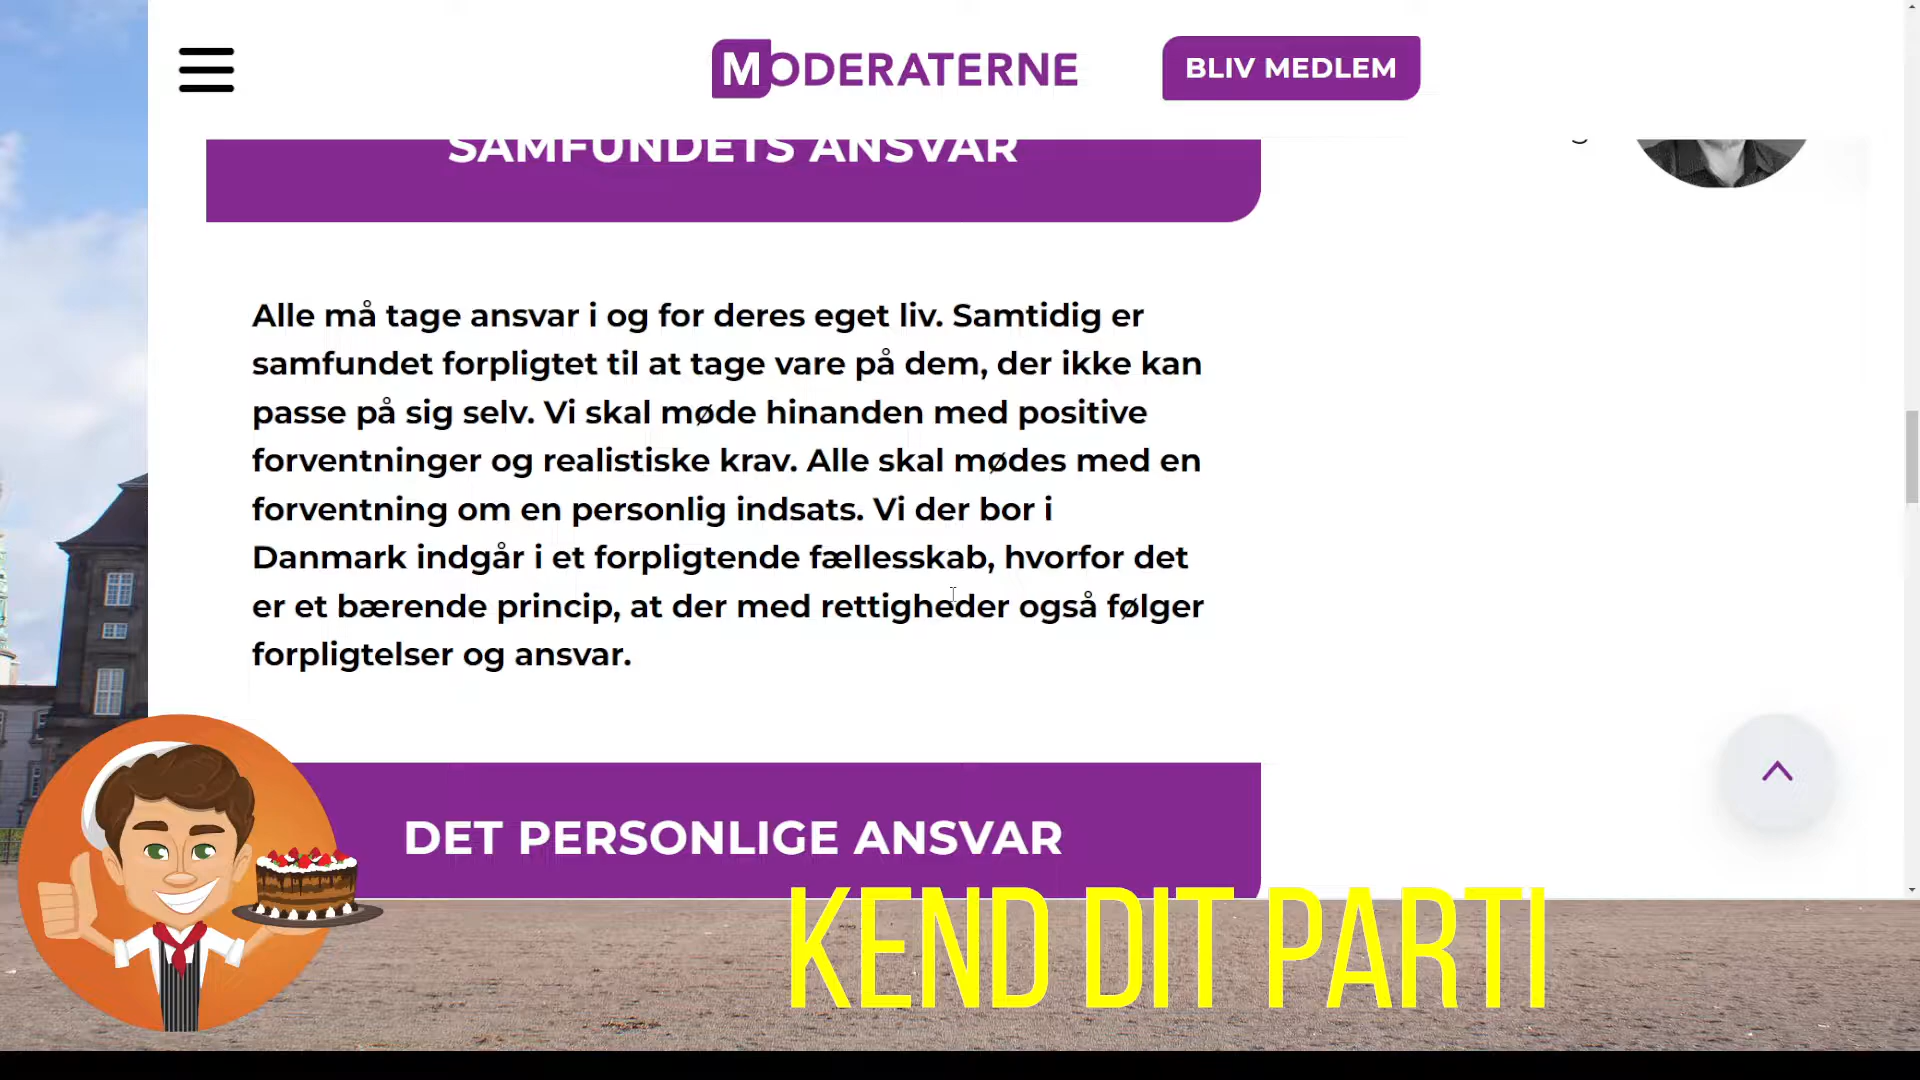 MODERATERNE
BLIV MEDLEM
SAMFUNDETS ANSVAR
Alle må tage ansvar i og for deres eget liv. Samtidig er
samfundet forpligtet til at tage vare på dem, der ikke kan
passe på sig selv. Vi skal møde hinanden med positive
forventninger og realistiske krav. Alle skal mødes med en
forventning om en personlig indsats. Vi der bor i
Danmark indgår i et forpligtende fællesskab, hvorfor det
er et bærende princip, at der med rettigheder også følger
forpligtelser og ansvar.
DET PERSONLIGE ANSVAR
KEND DIT PARTI